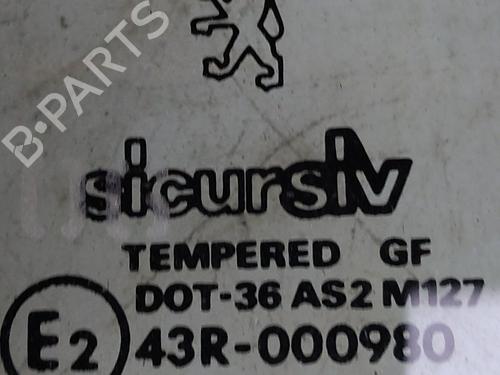 B-PARTS
sicursiv
TEMPERED GF
DOT-36 AS2 M127
E2 43R-000980